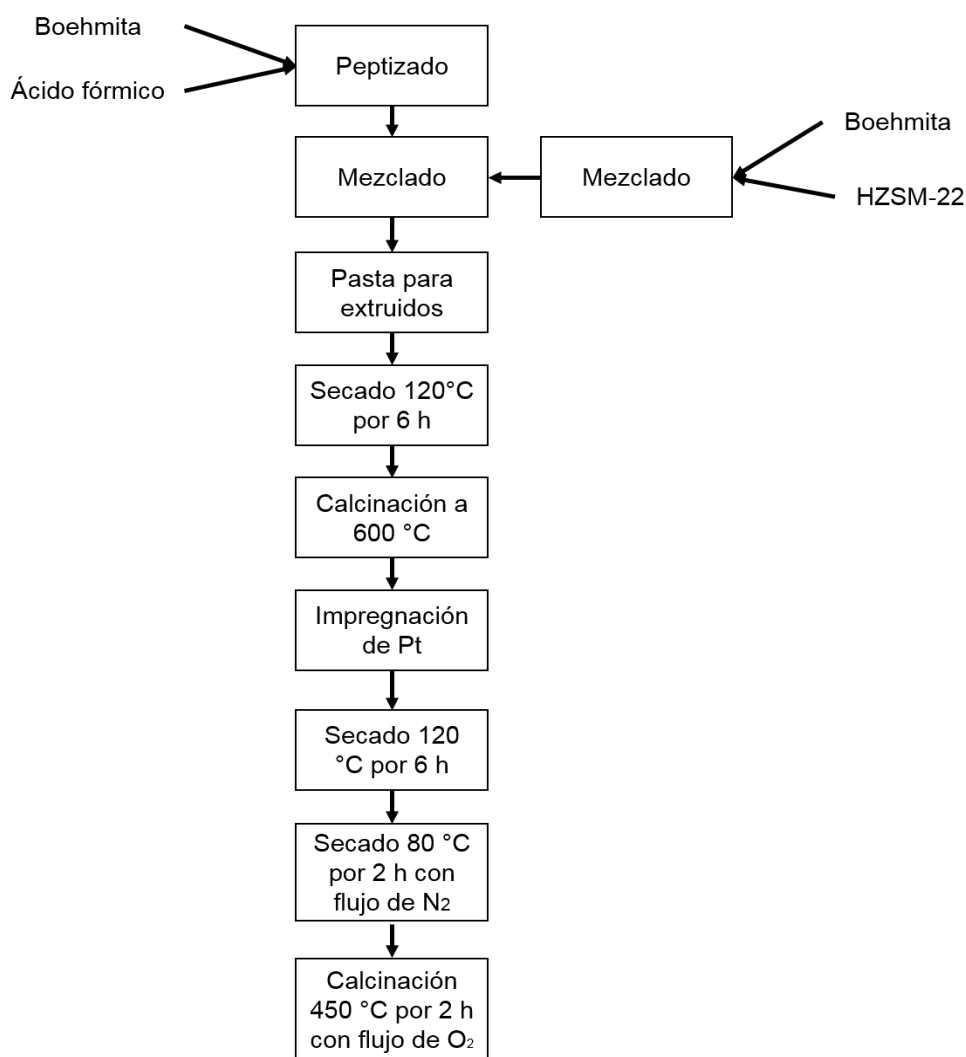 Boehmita
Ácido fórmico
Peptizado
Mezclado
Mezclado
Boehmita
HZSM-22
Pasta para
extruidos
Secado 120°C
por 6 h
Calcinación a
600 °C
Impregnación
de Pt
Secado 120
°C por 6 h
Secado 80 °C
por 2 h con
flujo de N2
Calcinación
450 °C por 2 h
con flujo de O2